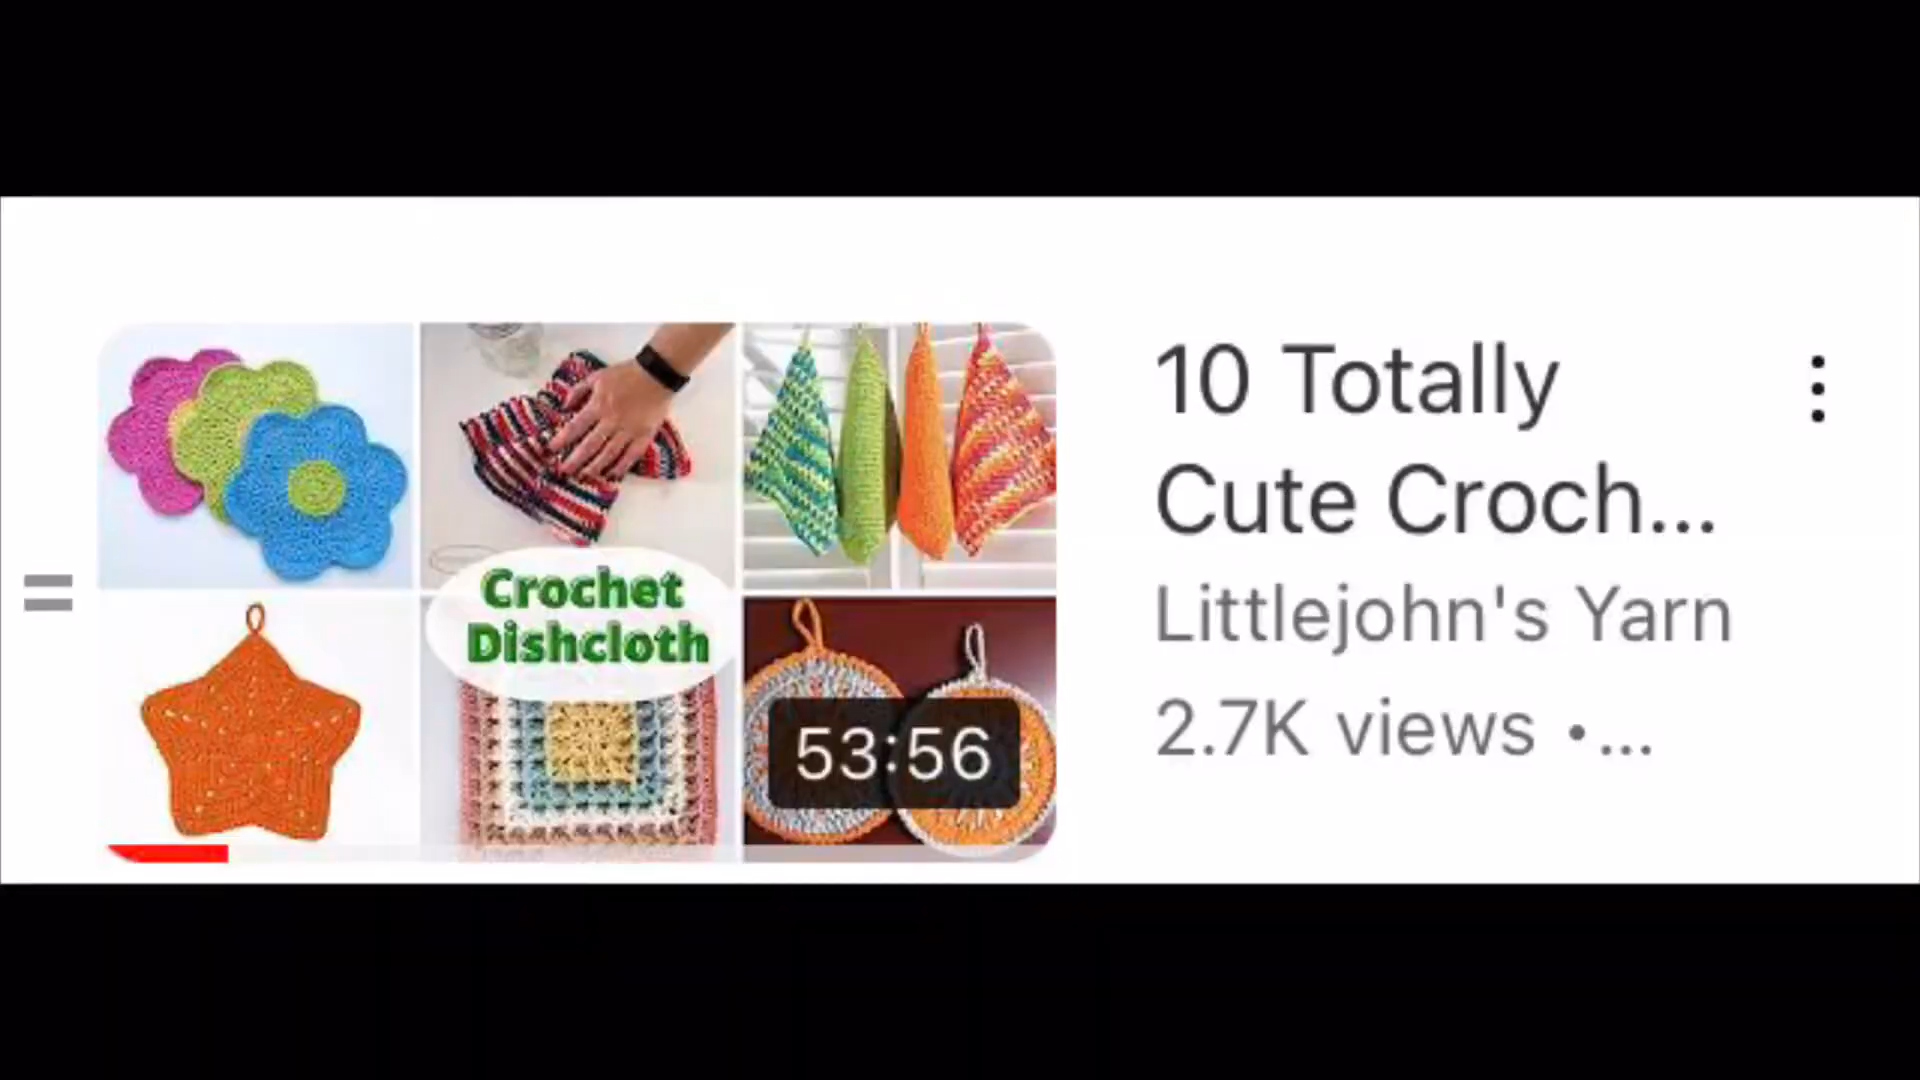 Crochet
Dishcloth
53:56
10 Totally
Cute Croch...
Littlejohn's Yarn
2.7K views •...